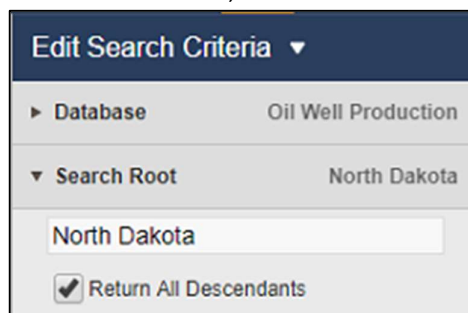 Edit Search Criteria
Database Oil Well Production
Search Root North Dakota
North Dakota
Return All Descendants